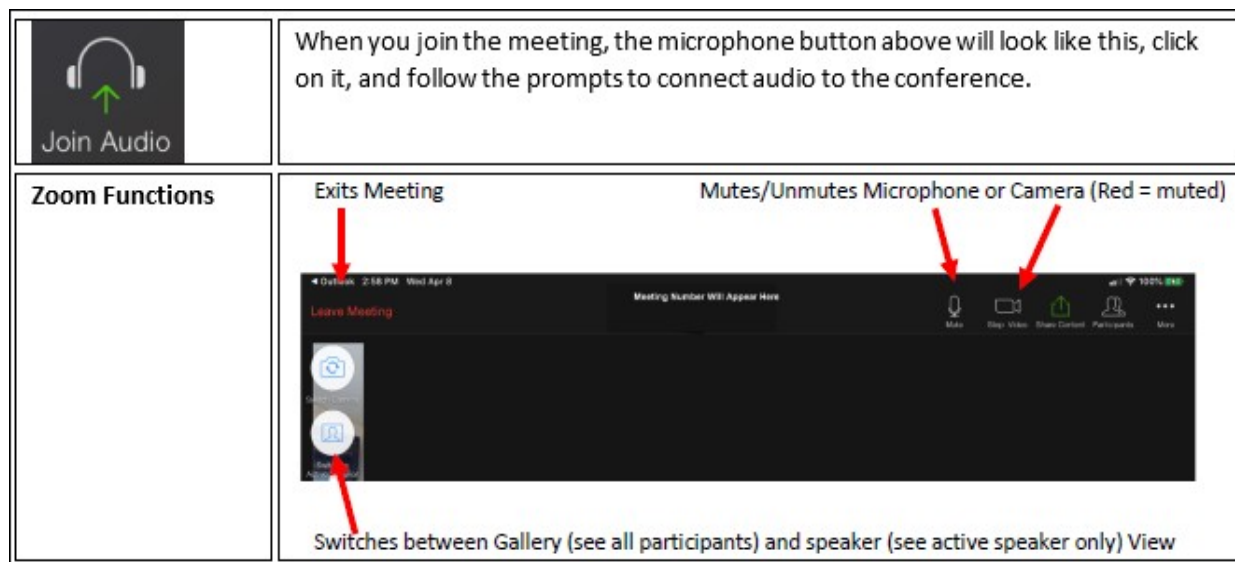 When you join the meeting, the microphone button above will look like this, click
on it, and follow the prompts to connect audio to the conference.
Join Audio
Zoom Functions
Exits Meeting
Mutes/Unmutes Microphone or Camera (Red = muted)
2:58 PM Wed Apr 8
100%
Meeting Number Will Appear Here
Leave Meeting
Mute
Stop Video
Share Content
Participants
More
Switch Camera
Switches between Gallery (see all participants) and speaker (see active speaker only) View